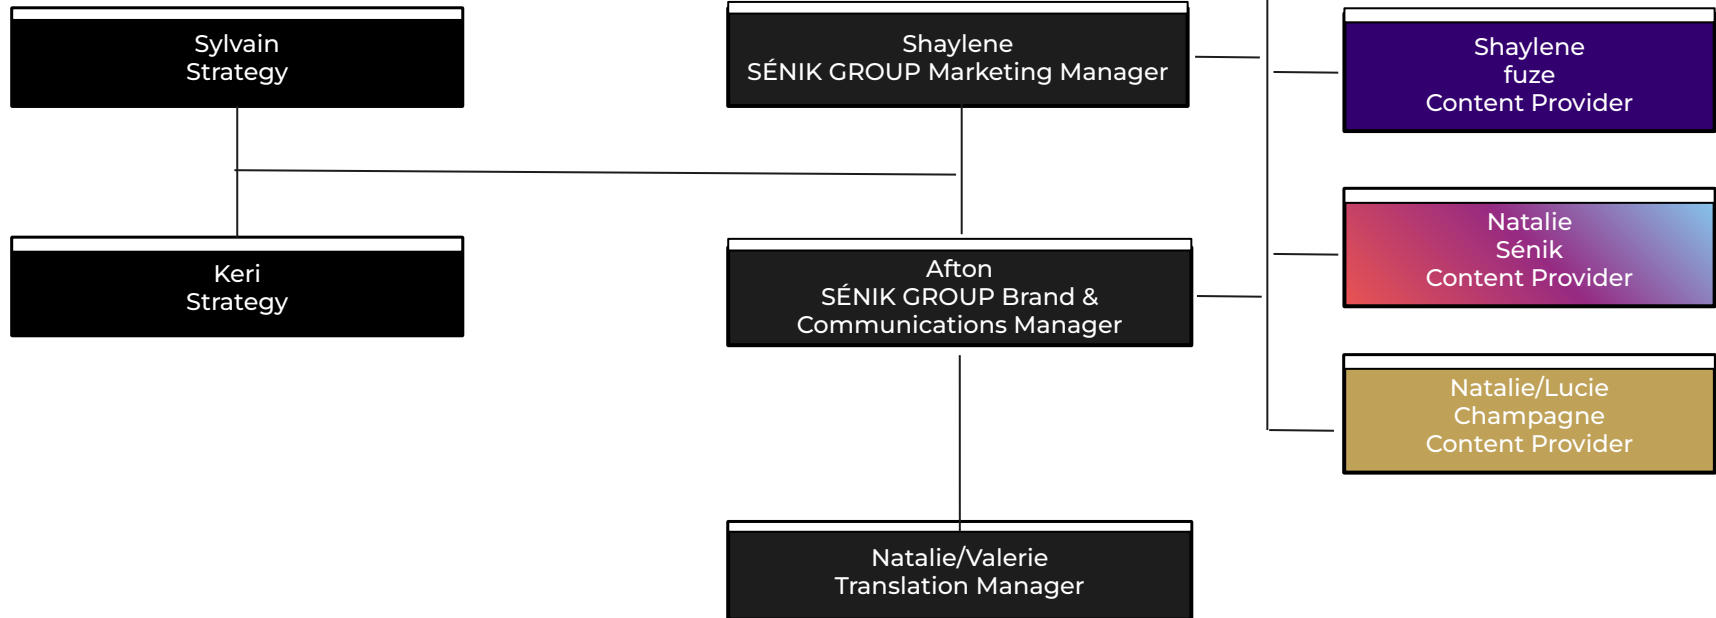 Sylvain
Strategy
Shaylene
SÉNIK GROUP Marketing Manager
Shaylene
fuze
Content Provider
Natalie
Sénik
Content Provider
Keri
Strategy
Afton
SÉNIK GROUP Brand &
Communications Manager
Natalie/Lucie
Champagne
Content Provider
Natalie/Valerie
Translation Manager